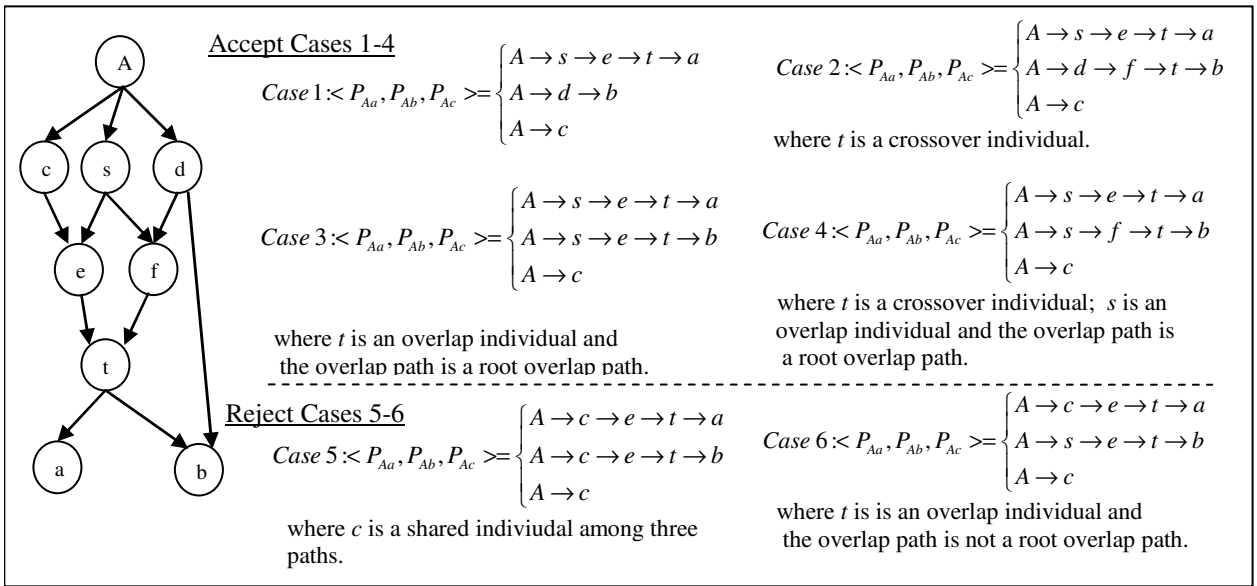 A
c s d
e f
t
a b
Accept Cases 1-4
Case 1:< P_Aa, P_Ab, P_Ac >= { A → s → e → t → a
A → d → b
A → c
Case 2:< P_Aa, P_Ab, P_Ac >= { A → s → e → t → a
A → d → f → t → b
A → c
where t is a crossover individual.
Case 3:< P_Aa, P_Ab, P_Ac >= { A → s → e → t → a
A → s → e → t → b
A → c
where t is an overlap individual and
the overlap path is a root overlap path.
Case 4:< P_Aa, P_Ab, P_Ac >= { A → s → e → t → a
A → s → f → t → b
A → c
where t is a crossover individual; s is an
overlap individual and the overlap path is
a root overlap path.
Reject Cases 5-6
Case 5:< P_Aa, P_Ab, P_Ac >= { A → c → e → t → a
A → c → e → t → b
A → c
where c is a shared indiviudal among three
paths.
Case 6:< P_Aa, P_Ab, P_Ac >= { A → c → e → t → a
A → s → e → t → b
A → c
where t is is an overlap individual and
the overlap path is not a root overlap path.